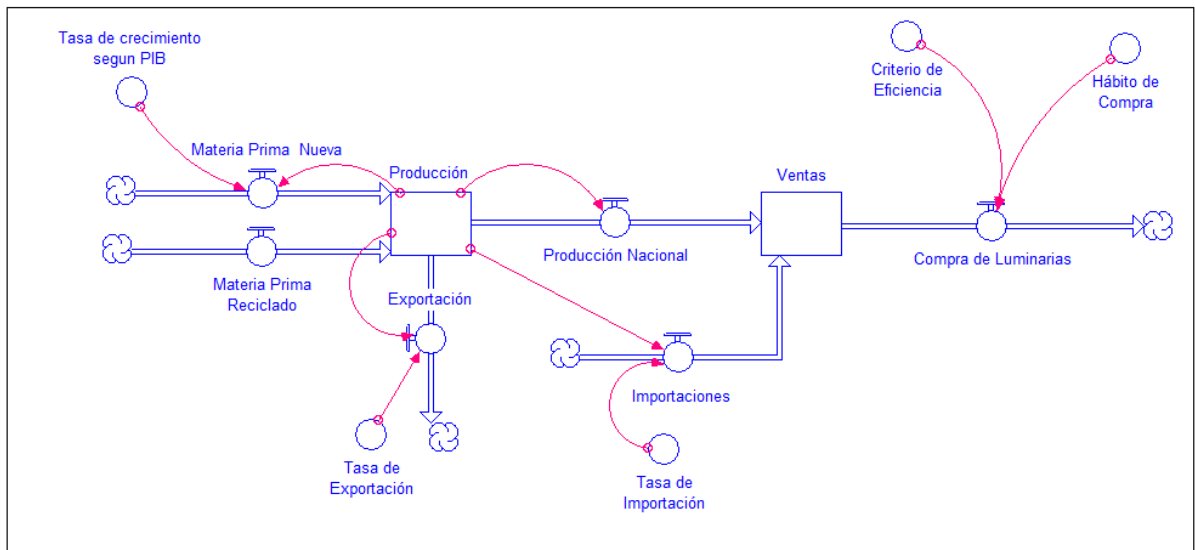 Tasa de crecimiento
segun PIB
Criterio de
Eficiencia
Hábito de
Compra
Materia Prima  Nueva
Producción
Ventas
Producción Nacional
Compra de Luminarias
Materia Prima
Reciclado
Exportación
Importaciones
Tasa de
Exportación
Tasa de
Importación